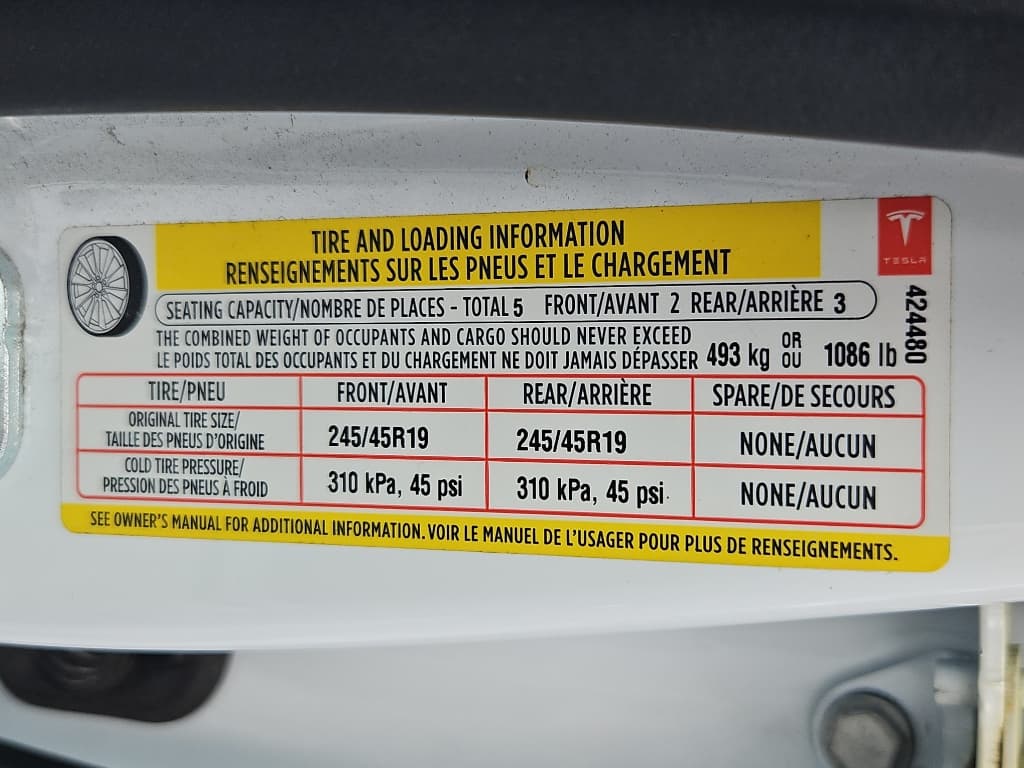 TIRE AND LOADING INFORMATION
RENSEIGNEMENTS SUR LES PNEUS ET LE CHARGEMENT
TESLA
SEATING CAPACITY/NOMBRE DE PLACES - TOTAL 5 FRONT/AVANT 2 REAR/ARRIÈRE 3
424480
THE COMBINED WEIGHT OF OCCUPANTS AND CARGO SHOULD NEVER EXCEED
LE POIDS TOTAL DES OCCUPANTS ET DU CHARGEMENT NE DOIT JAMAIS DÉPASSER
493 kg OR OU 1086 lb
TIRE/PNEU FRONT/AVANT REAR/ARRIÈRE SPARE/DE SECOURS
ORIGINAL TIRE SIZE/
TAILLE DES PNEUS D'ORIGINE
245/45R19 245/45R19 NONE/AUCUN
COLD TIRE PRESSURE/
PRESSION DES PNEUS À FROID
310 kPa, 45 psi 310 kPa, 45 psi NONE/AUCUN
SEE OWNER'S MANUAL FOR ADDITIONAL INFORMATION. VOIR LE MANUEL DE L'USAGER POUR PLUS DE RENSEIGNEMENTS.